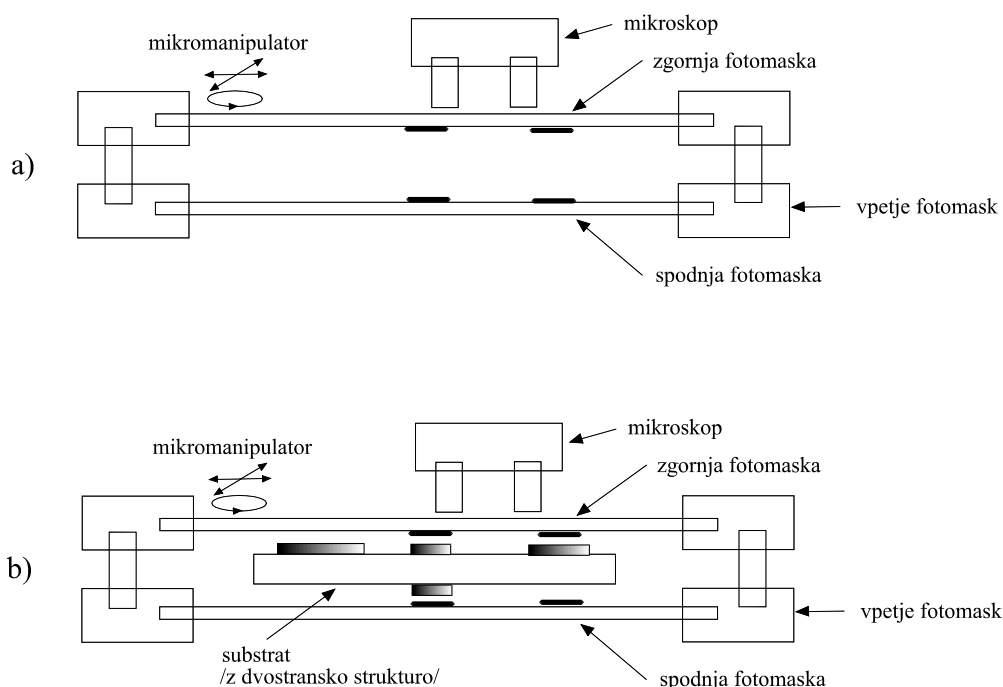 mikroskop
mikromanipulator
zgornja fotomaska
a)
vpetje fotomask
spodnja fotomaska
mikroskop
mikromanipulator
zgornja fotomaska
b)
vpetje fotomask
substrat
/z dvostransko strukturo/
spodnja fotomaska